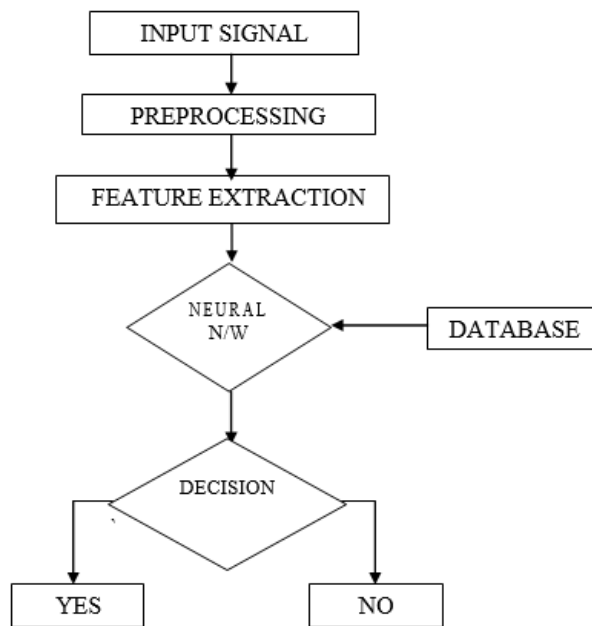 INPUT SIGNAL
PREPROCESSING
FEATURE EXTRACTION
NEURAL
N/W
DATABASE
DECISION
YES
NO